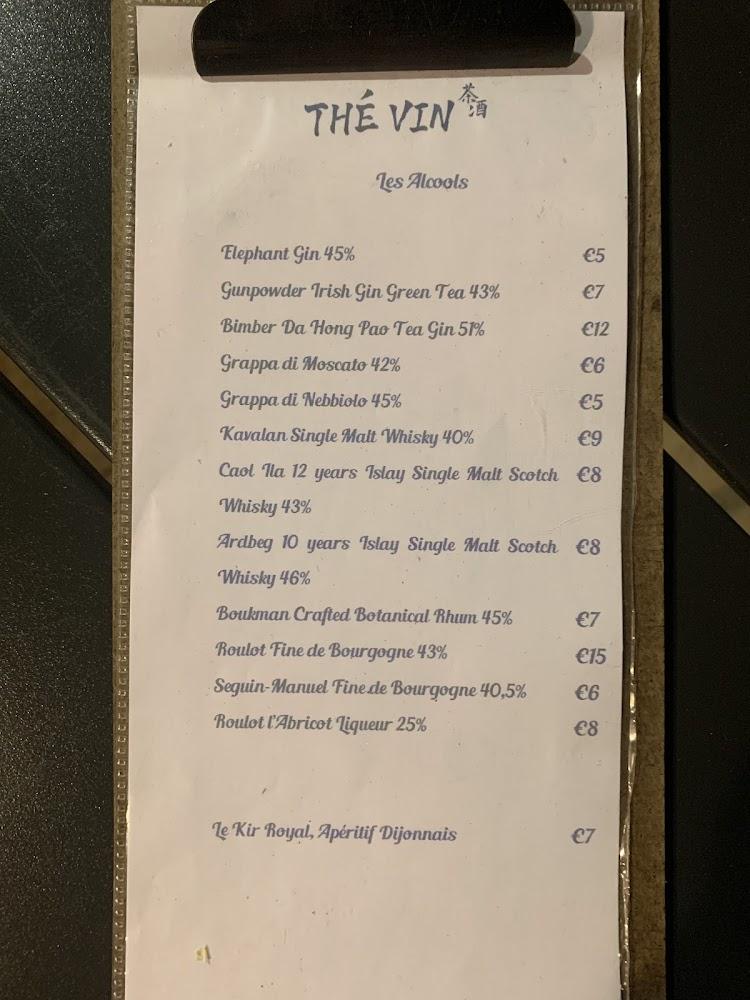 THÉ VIN 茶酒
Les Alcools
Elephant Gin 45% €5
Gunpowder Irish Gin Green Tea 43% €7
Bimber Da Hong Pao Tea Gin 51% €12
Grappa di Moscato 42% €6
Grappa di Nebbiolo 45% €5
Kavalan Single Malt Whisky 40% €9
Caol Ila 12 years Islay Single Malt Scotch €8
Whisky 43%
Ardbeg 10 years Islay Single Malt Scotch €8
Whisky 46%
Boukman Crafted Botanical Rhum 45% €7
Roulot Fine de Bourgogne 43% €15
Seguin-Manuel Fine de Bourgogne 40,5% €6
Roulot l'Abricot Liqueur 25% €8
Le Kir Royal, Apéritif Dijonnais €7